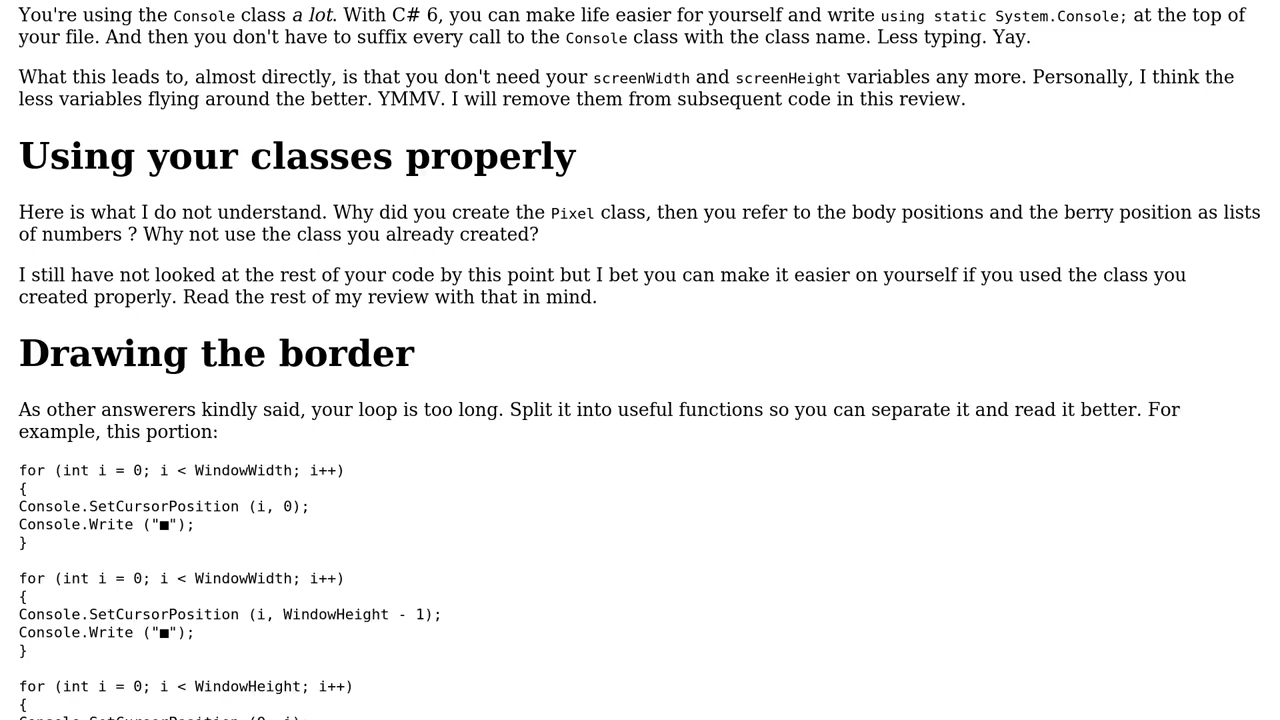 You're using the Console class a lot. With C# 6, you can make life easier for yourself and write using static System.Console; at the top of
your file. And then you don't have to suffix every call to the Console class with the class name. Less typing. Yay.
What this leads to, almost directly, is that you don't need your screenWidth and screenHeight variables any more. Personally, I think the
less variables flying around the better. YMMV. I will remove them from subsequent code in this review.
Using your classes properly
Here is what I do not understand. Why did you create the Pixel class, then you refer to the body positions and the berry position as lists
of numbers ? Why not use the class you already created?
I still have not looked at the rest of your code by this point but I bet you can make it easier on yourself if you used the class you
created properly. Read the rest of my review with that in mind.
Drawing the border
As other answerers kindly said, your loop is too long. Split it into useful functions so you can separate it and read it better. For
example, this portion:
for (int i = 0; i < WindowWidth; i++)
{
Console.SetCursorPosition (i, 0);
Console.Write ("■");
}
for (int i = 0; i < WindowWidth; i++)
{
Console.SetCursorPosition (i, WindowHeight - 1);
Console.Write ("■");
}
for (int i = 0; i < WindowHeight; i++)
{